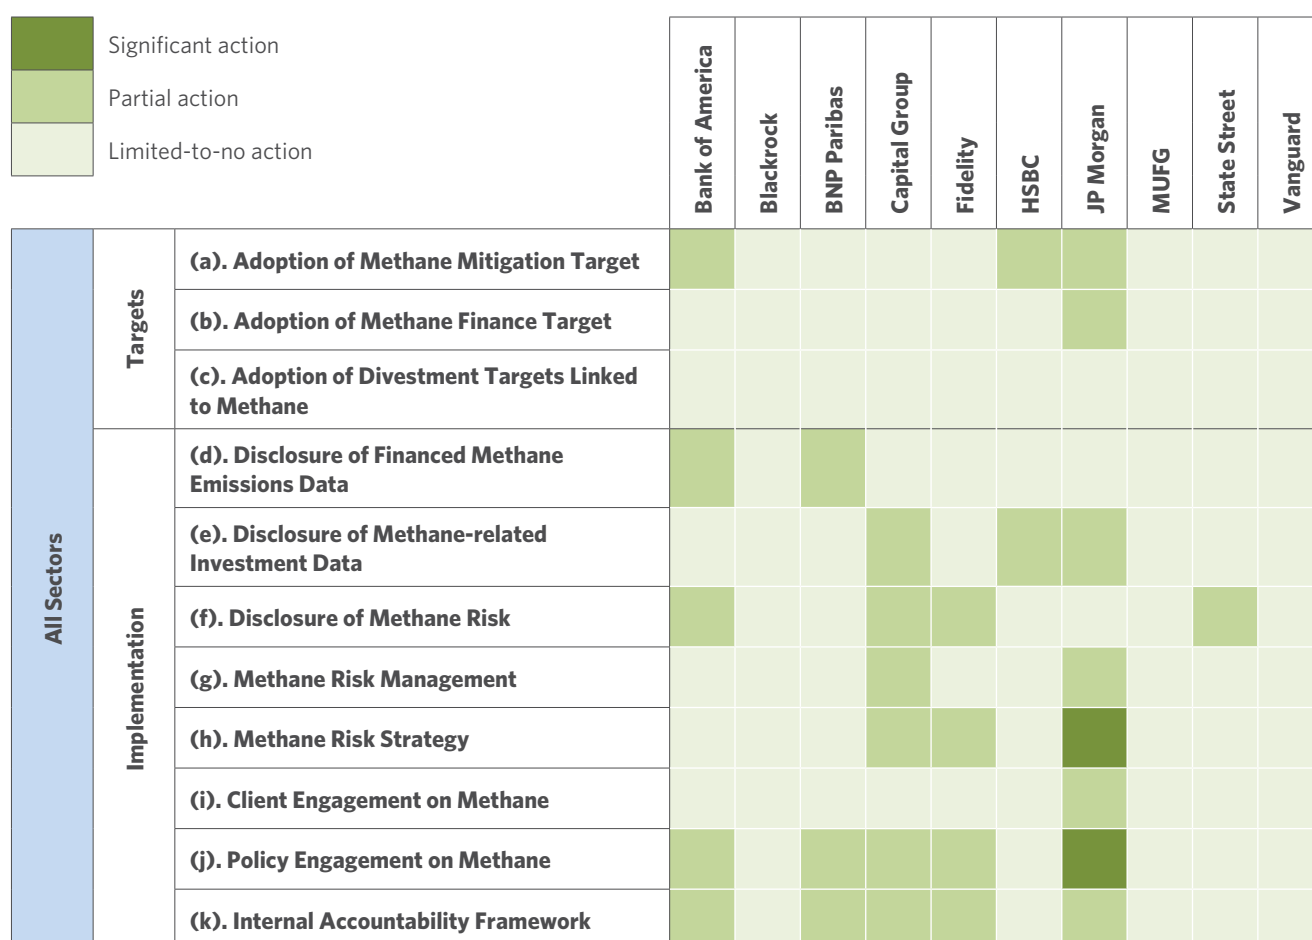 Significant action
Partial action
Limited-to-no action
Bank of America
Blackrock
BNP Paribas
Capital Group
Fidelity
HSBC
JP Morgan
MUFG
State Street
Vanguard
All Sectors
Targets
(a). Adoption of Methane Mitigation Target
(b). Adoption of Methane Finance Target
(c). Adoption of Divestment Targets Linked
to Methane
Implementation
(d). Disclosure of Financed Methane
Emissions Data
(e). Disclosure of Methane-related
Investment Data
(f). Disclosure of Methane Risk
(g). Methane Risk Management
(h). Methane Risk Strategy
(i). Client Engagement on Methane
(j). Policy Engagement on Methane
(k). Internal Accountability Framework